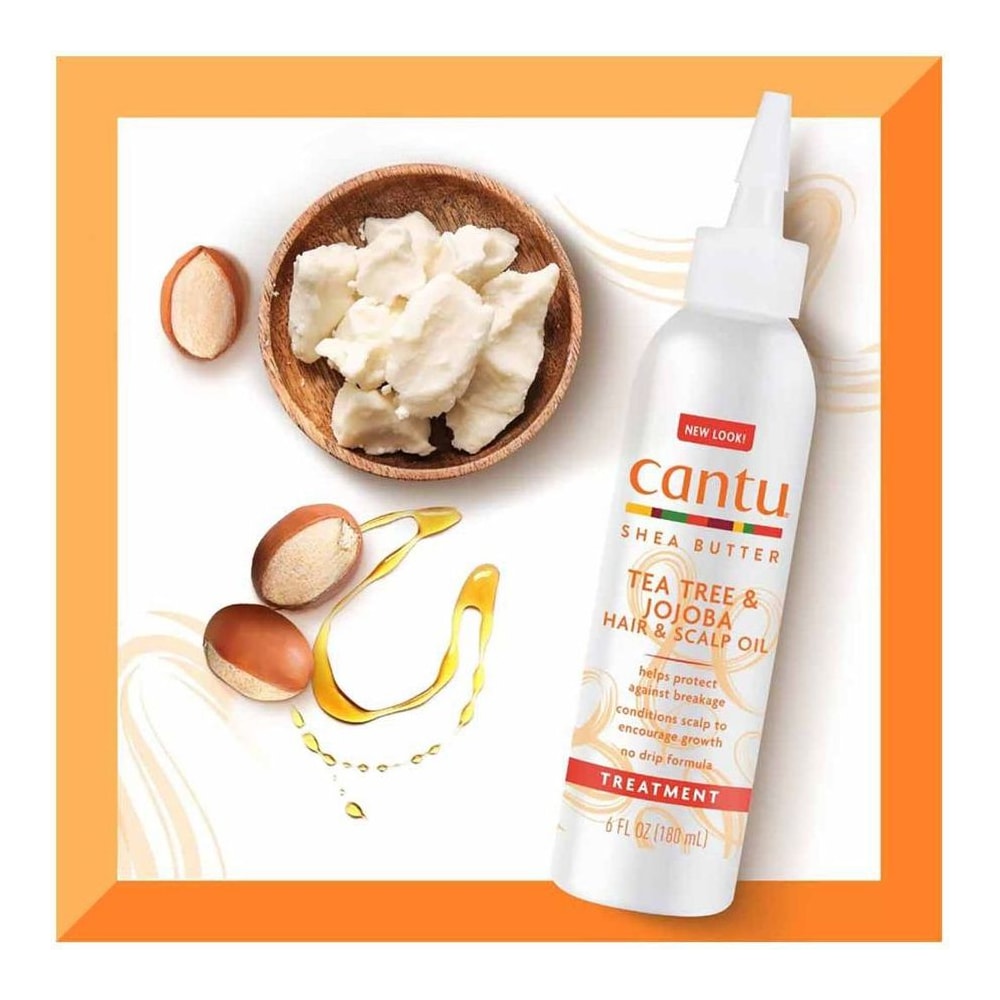 NEW LOOK!
cantu
SHEA BUTTER
TEA TREE &
JOJOBA
HAIR & SCALP OIL
helps protect
against breakage
conditions scalp to
encourage growth
no drip formula
TREATMENT
6 FL OZ (180 mL)